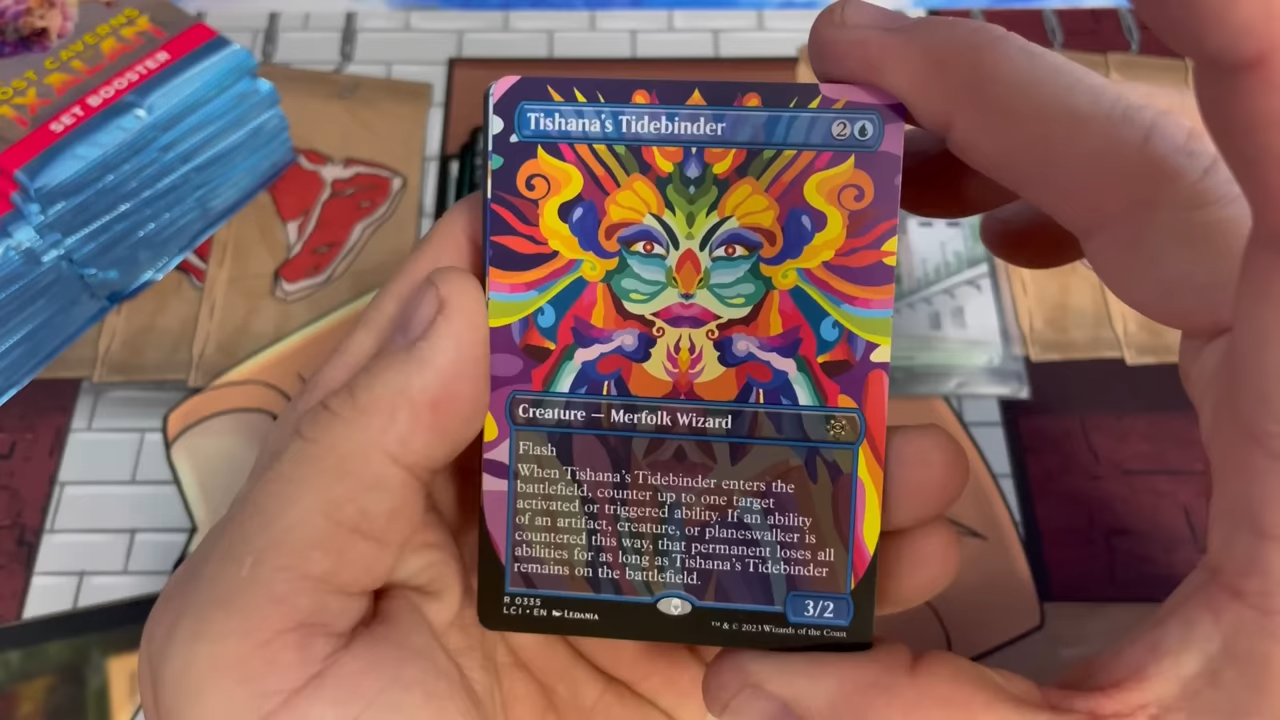 OST CAVERNS
IXALAN
SET BOOSTER
Tishana's Tidebinder
2
Creature — Merfolk Wizard
Flash
When Tishana's Tidebinder enters the
battlefield, counter up to one target
activated or triggered ability. If an ability
of an artifact, creature, or planeswalker is
countered this way, that permanent loses all
abilities for as long as Tishana's Tidebinder
remains on the battlefield.
3/2
R 0335
LCI • EN Ledania
™ & © 2023 Wizards of the Coast